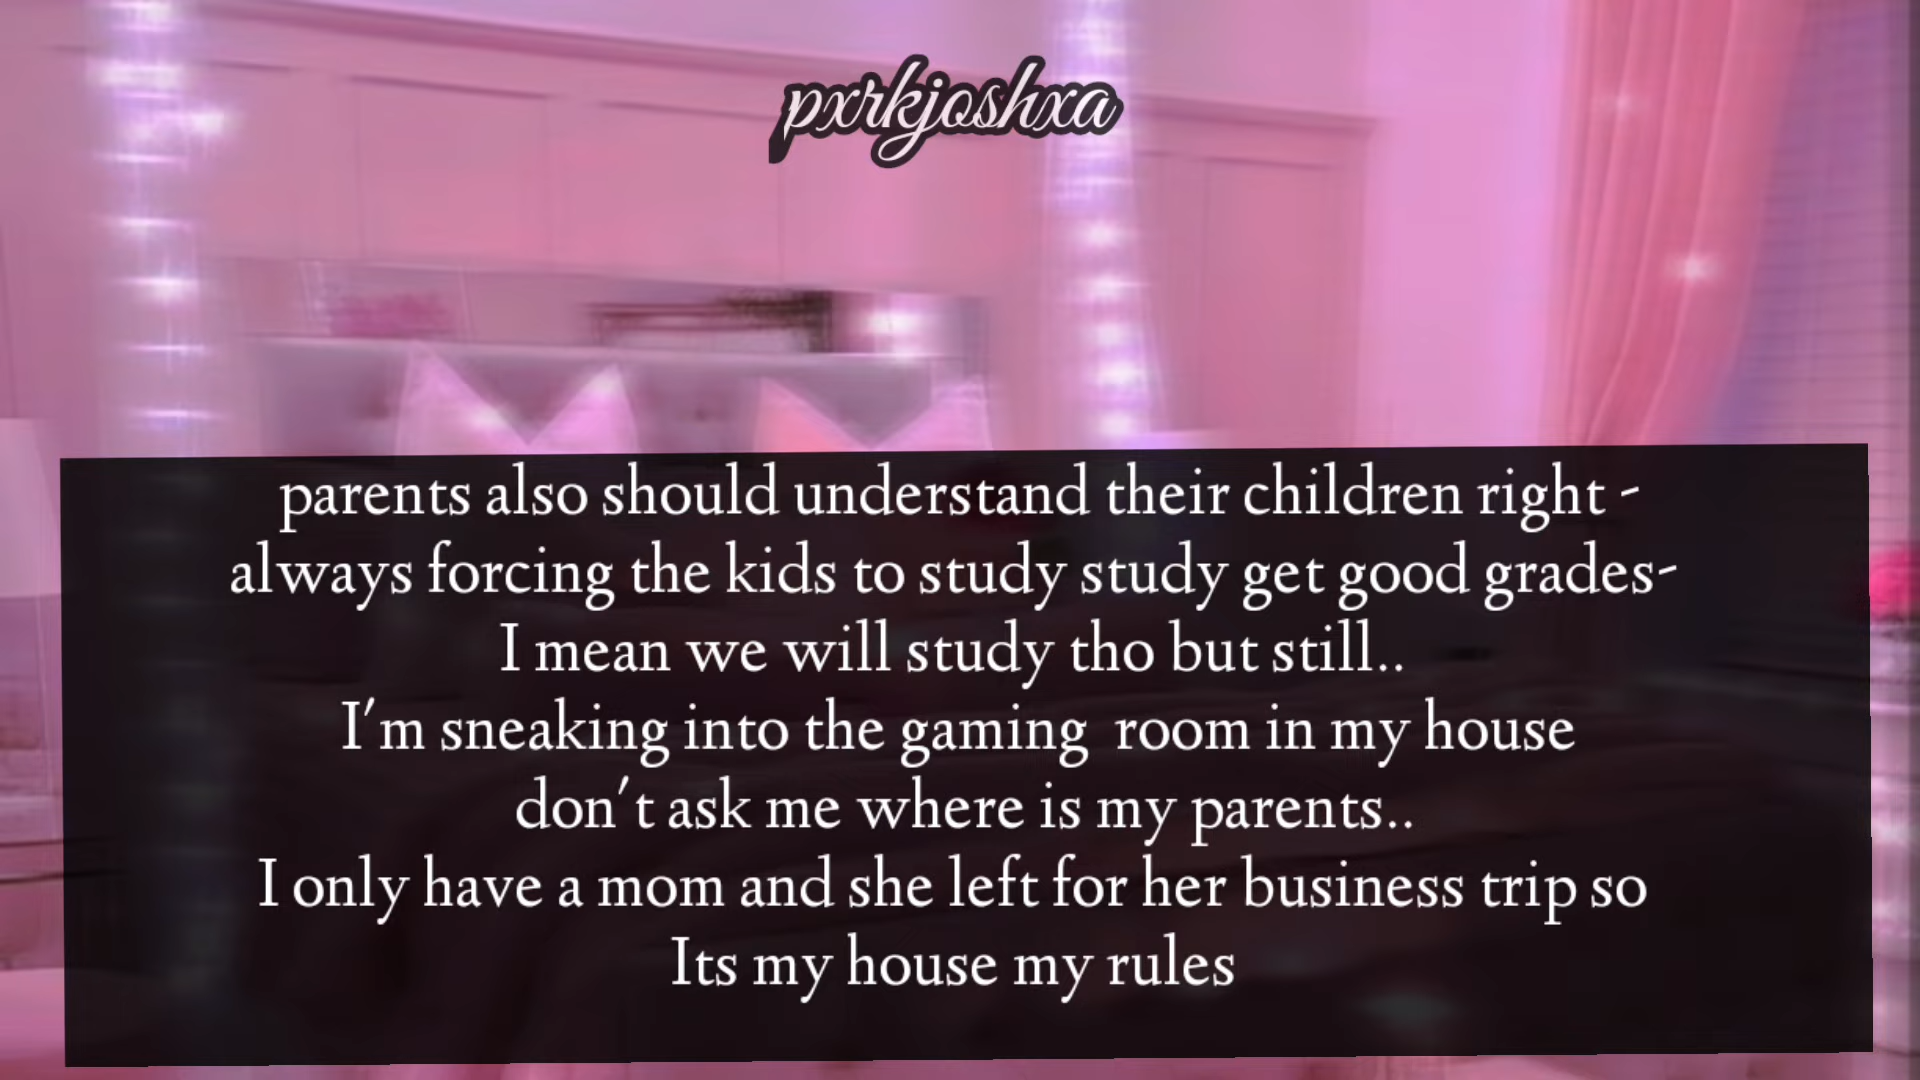 pxrkjoshxa
parents also should understand their children right -
always forcing the kids to study study get good grades-
I mean we will study tho but still..
I'm sneaking into the gaming  room in my house
don't ask me where is my parents..
I only have a mom and she left for her business trip so
Its my house my rules